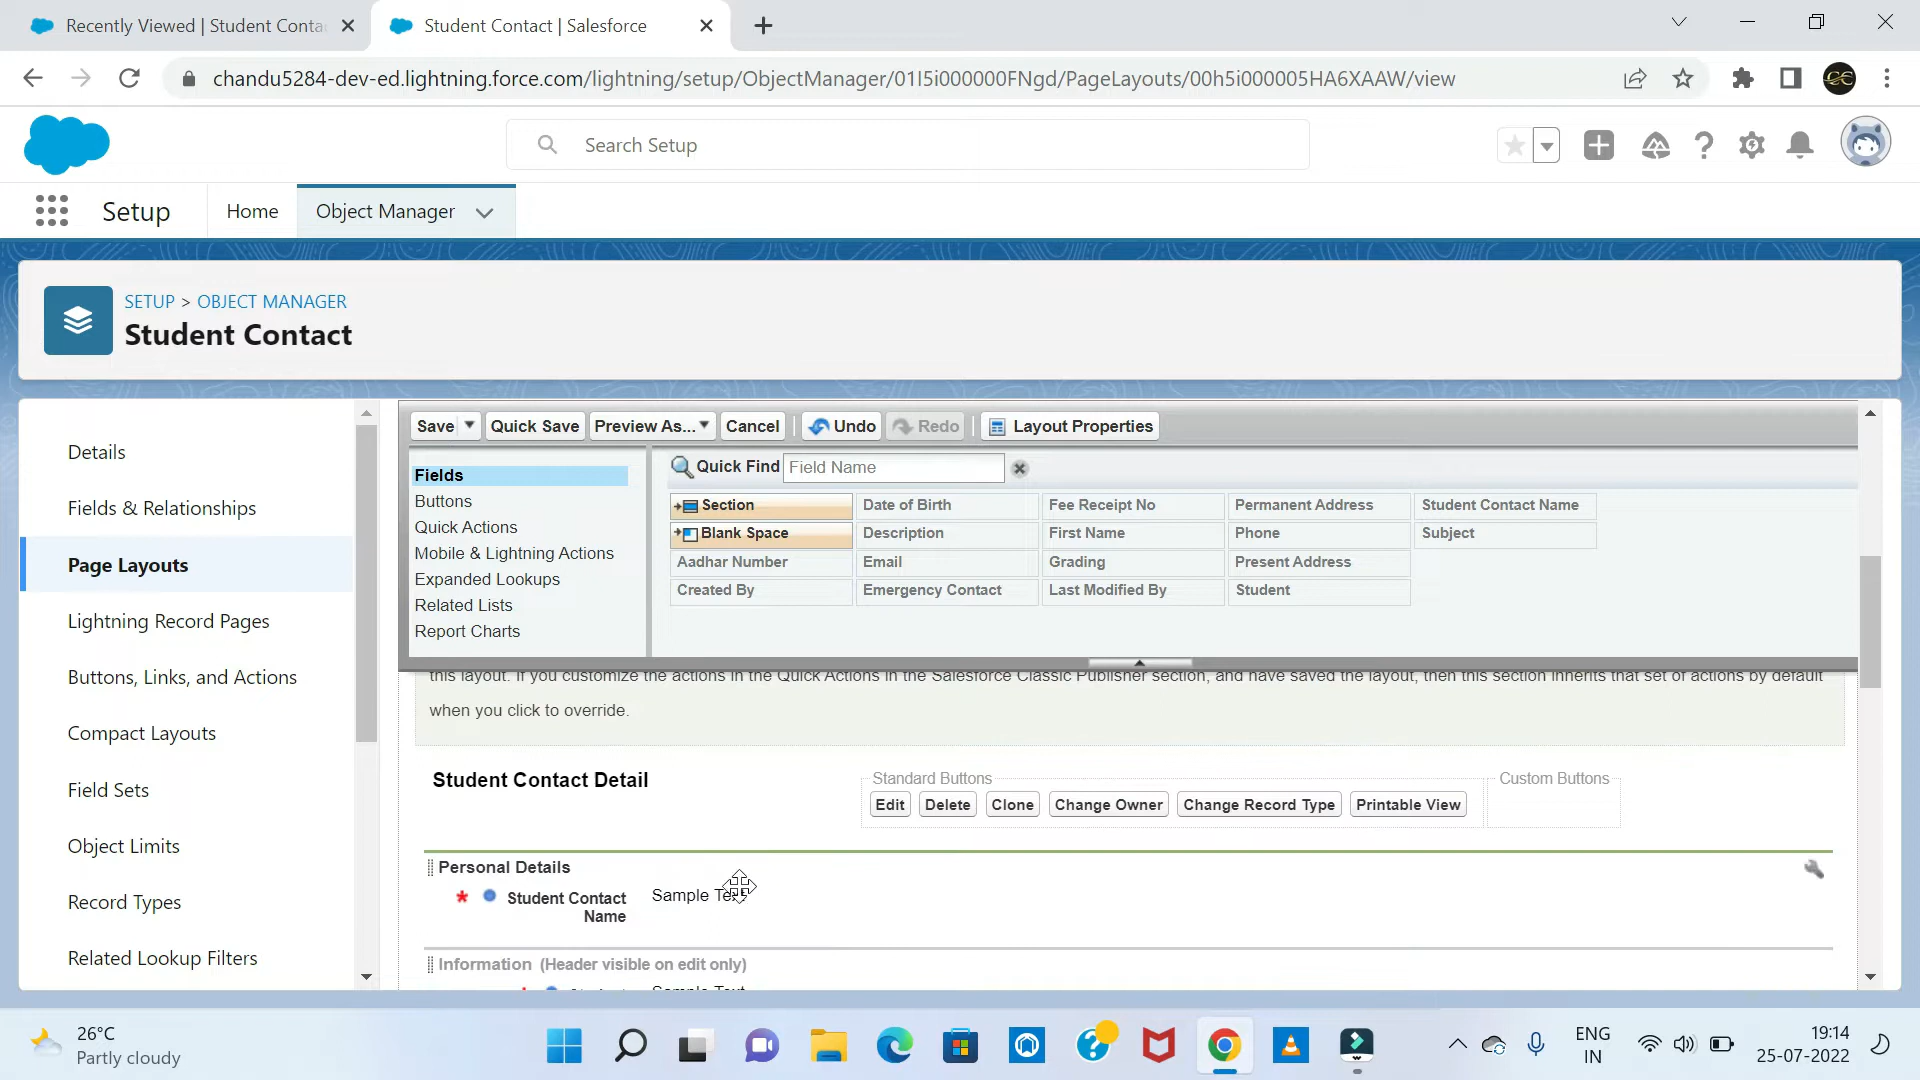 Recently Viewed | Student Conta
Student Contact | Salesforce
chandu5284-dev-ed.lightning.force.com/lightning/setup/ObjectManager/01I5i000000FNgd/PageLayouts/00h5i000005HA6XAAW/view
Search Setup
Setup
Home
Object Manager
SETUP > OBJECT MANAGER
Student Contact
Details
Fields & Relationships
Page Layouts
Lightning Record Pages
Buttons, Links, and Actions
Compact Layouts
Field Sets
Object Limits
Record Types
Related Lookup Filters
Save Quick Save Preview As... Cancel Undo Redo Layout Properties
Fields
Buttons
Quick Actions
Mobile & Lightning Actions
Expanded Lookups
Related Lists
Report Charts
Quick Find Field Name
Section Date of Birth Fee Receipt No Permanent Address Student Contact Name
Blank Space Description First Name Phone Subject
Aadhar Number Email Grading Present Address
Created By Emergency Contact Last Modified By Student
this layout. If you customize the actions in the Quick Actions in the Salesforce Classic Publisher section, and have saved the layout, then this section inherits that set of actions by default
when you click to override.
Student Contact Detail
Standard Buttons
Custom Buttons
Edit Delete Clone Change Owner Change Record Type Printable View
Personal Details
* Student Contact Name Sample Text
Information (Header visible on edit only)
Sample Text
26°C
Partly cloudy
ENG
IN
19:14
25-07-2022